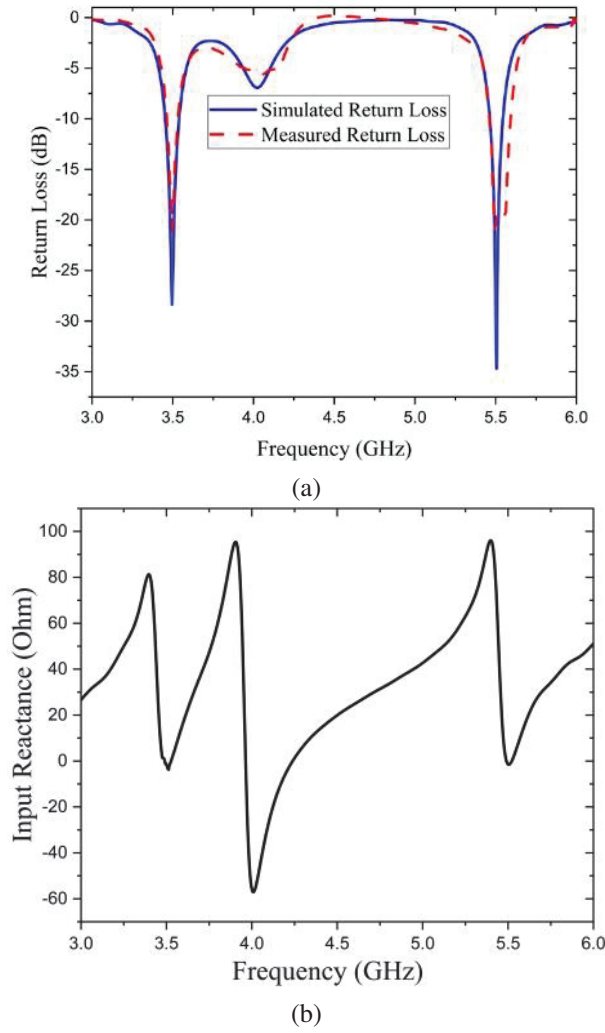 0
-5
-10
-15
-20
-25
-30
-35
Return Loss (dB)
Simulated Return Loss
Measured Return Loss
3.0 3.5 4.0 4.5 5.0 5.5 6.0
Frequency (GHz)
(a)
100
80
60
40
20
0
-20
-40
-60
Input Reactance (Ohm)
3.0 3.5 4.0 4.5 5.0 5.5 6.0
Frequency (GHz)
(b)